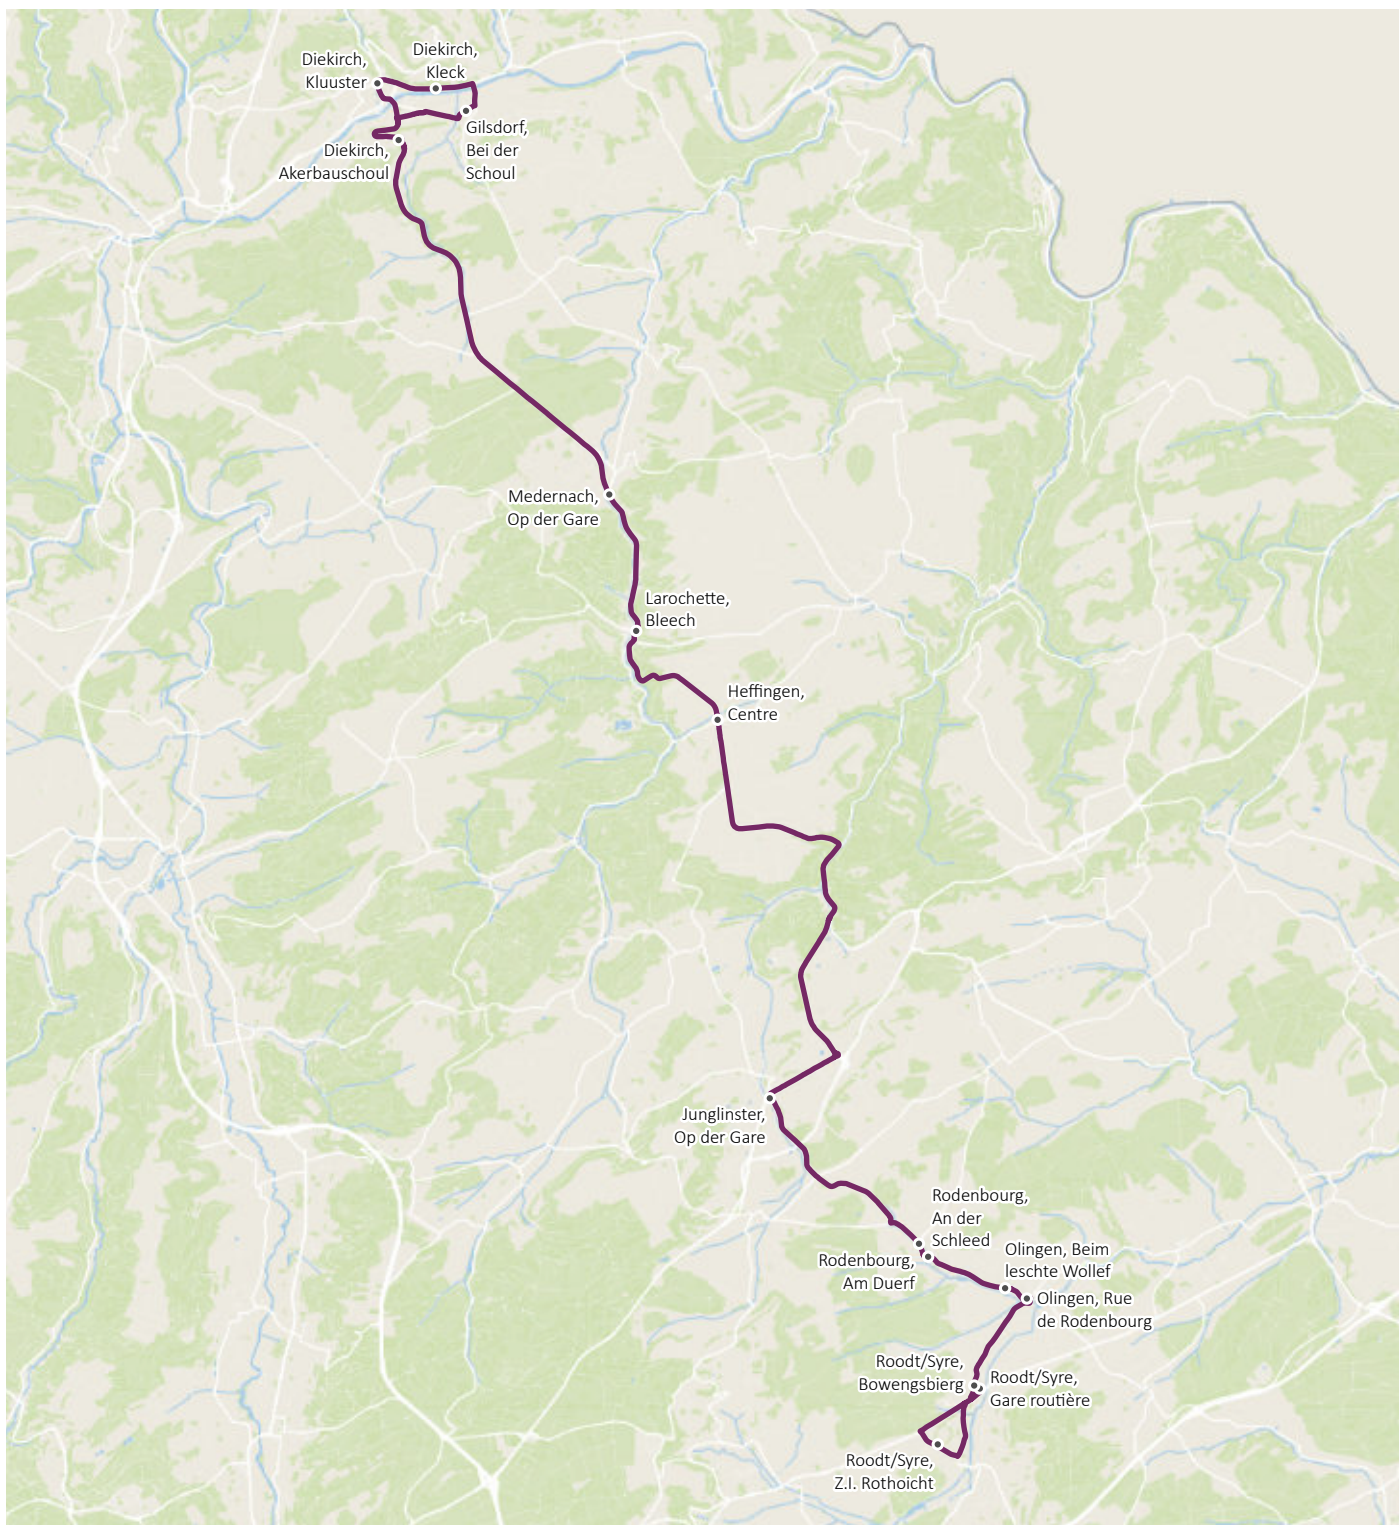 Diekirch,
Kluuster
Diekirch,
Kleck
Gilsdorf,
Bei der
Schoul
Diekirch,
Akerbauschoul
Medernach,
Op der Gare
Larochette,
Bleech
Heffingen,
Centre
Junglinster,
Op der Gare
Rodenbourg,
An der
Schleed
Rodenbourg,
Am Duerf
Olingen, Beim
leschte Wollef
Olingen, Rue
de Rodenbourg
Roodt/Syre,
Bowengsbierg
Roodt/Syre,
Gare routière
Roodt/Syre,
Z.I. Rothoicht